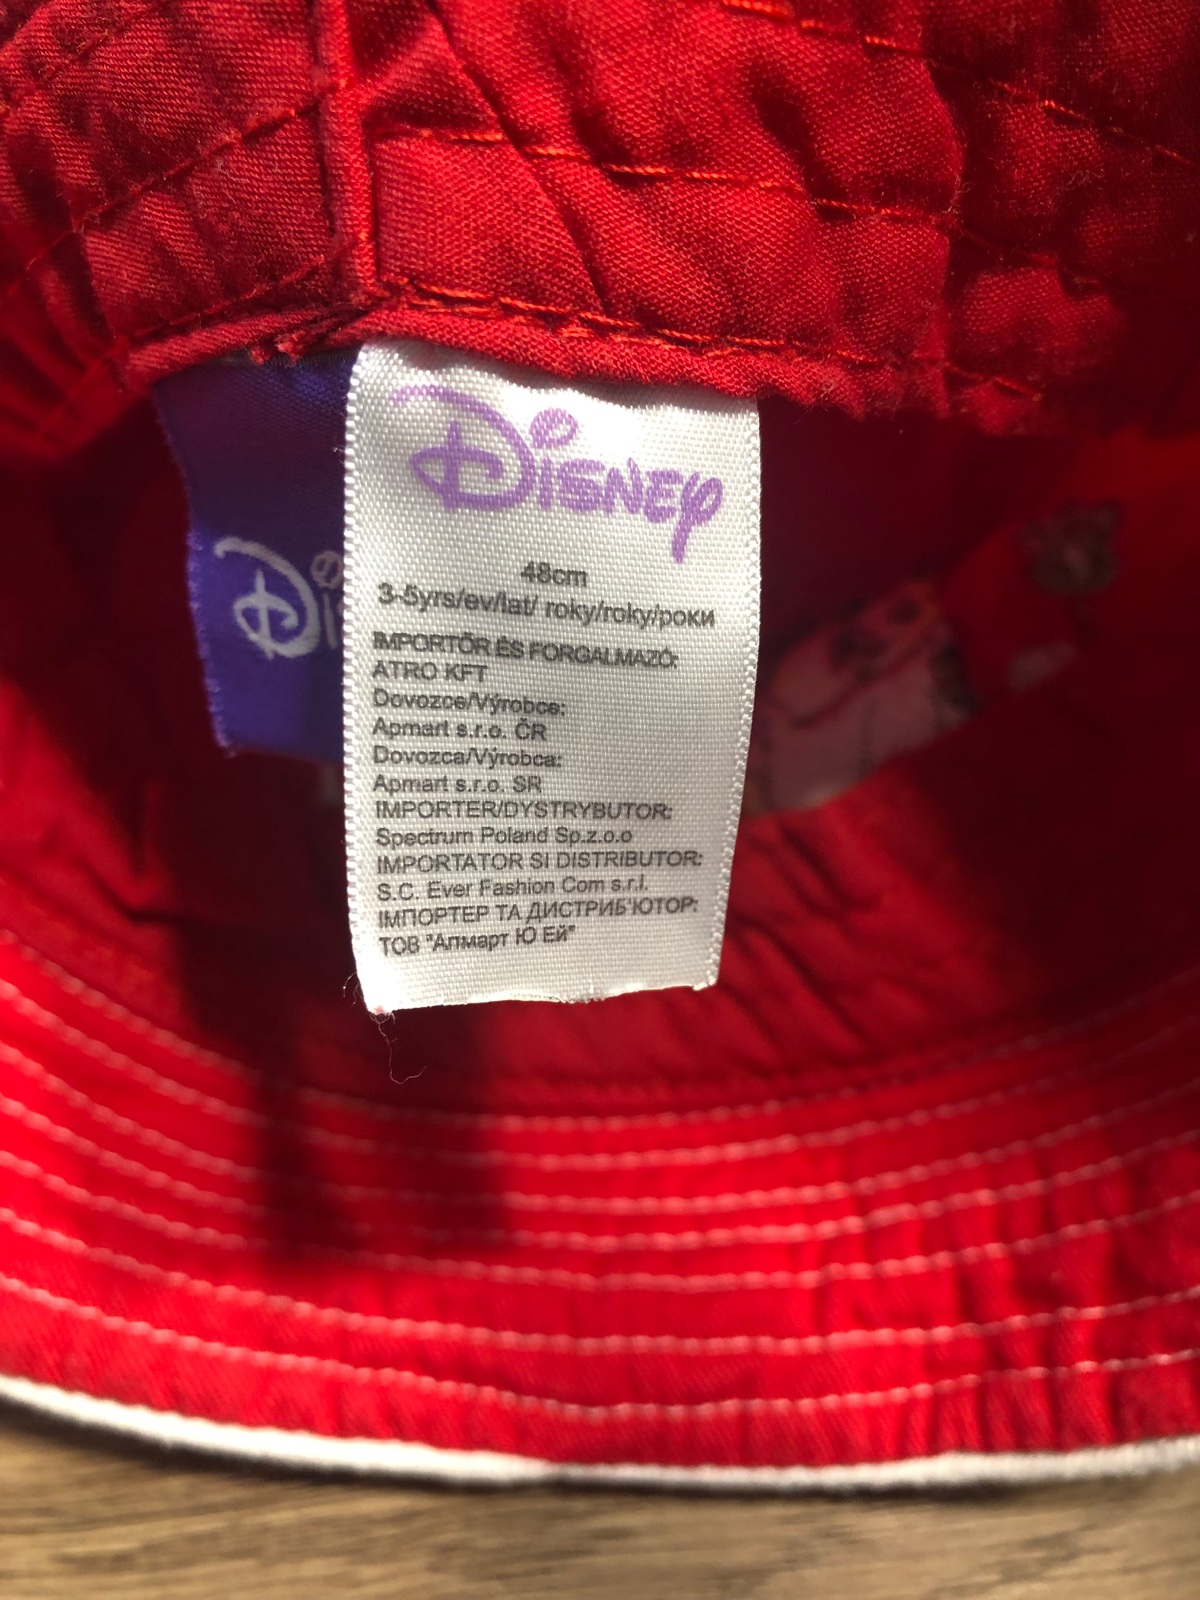 Disney
48cm
3-5yrs/ev/lat/ roky/roky/роки
IMPORTŐR ÉS FORGALMAZÓ:
ATRO KFT
Dovozce/Výrobce:
Apmart s.r.o. ČR
Dovozca/Výrobca:
Apmart s.r.o. SR
IMPORTER/DYSTRYBUTOR:
Spectrum Poland Sp.z.o.o
IMPORTATOR SI DISTRIBUTOR:
S.C. Ever Fashion Com s.r.l.
ІМПОРТЕР ТА ДИСТРИБ'ЮТОР:
ТОВ "Апмарт Ю Ей"
Dis